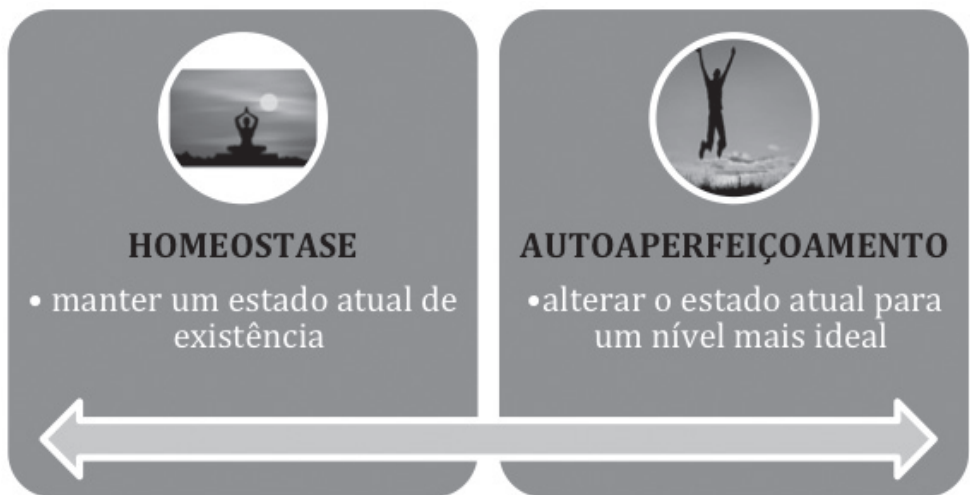 HOMEOSTASE
• manter um estado atual de
existência
AUTOAPERFEIÇOAMENTO
•alterar o estado atual para
um nível mais ideal